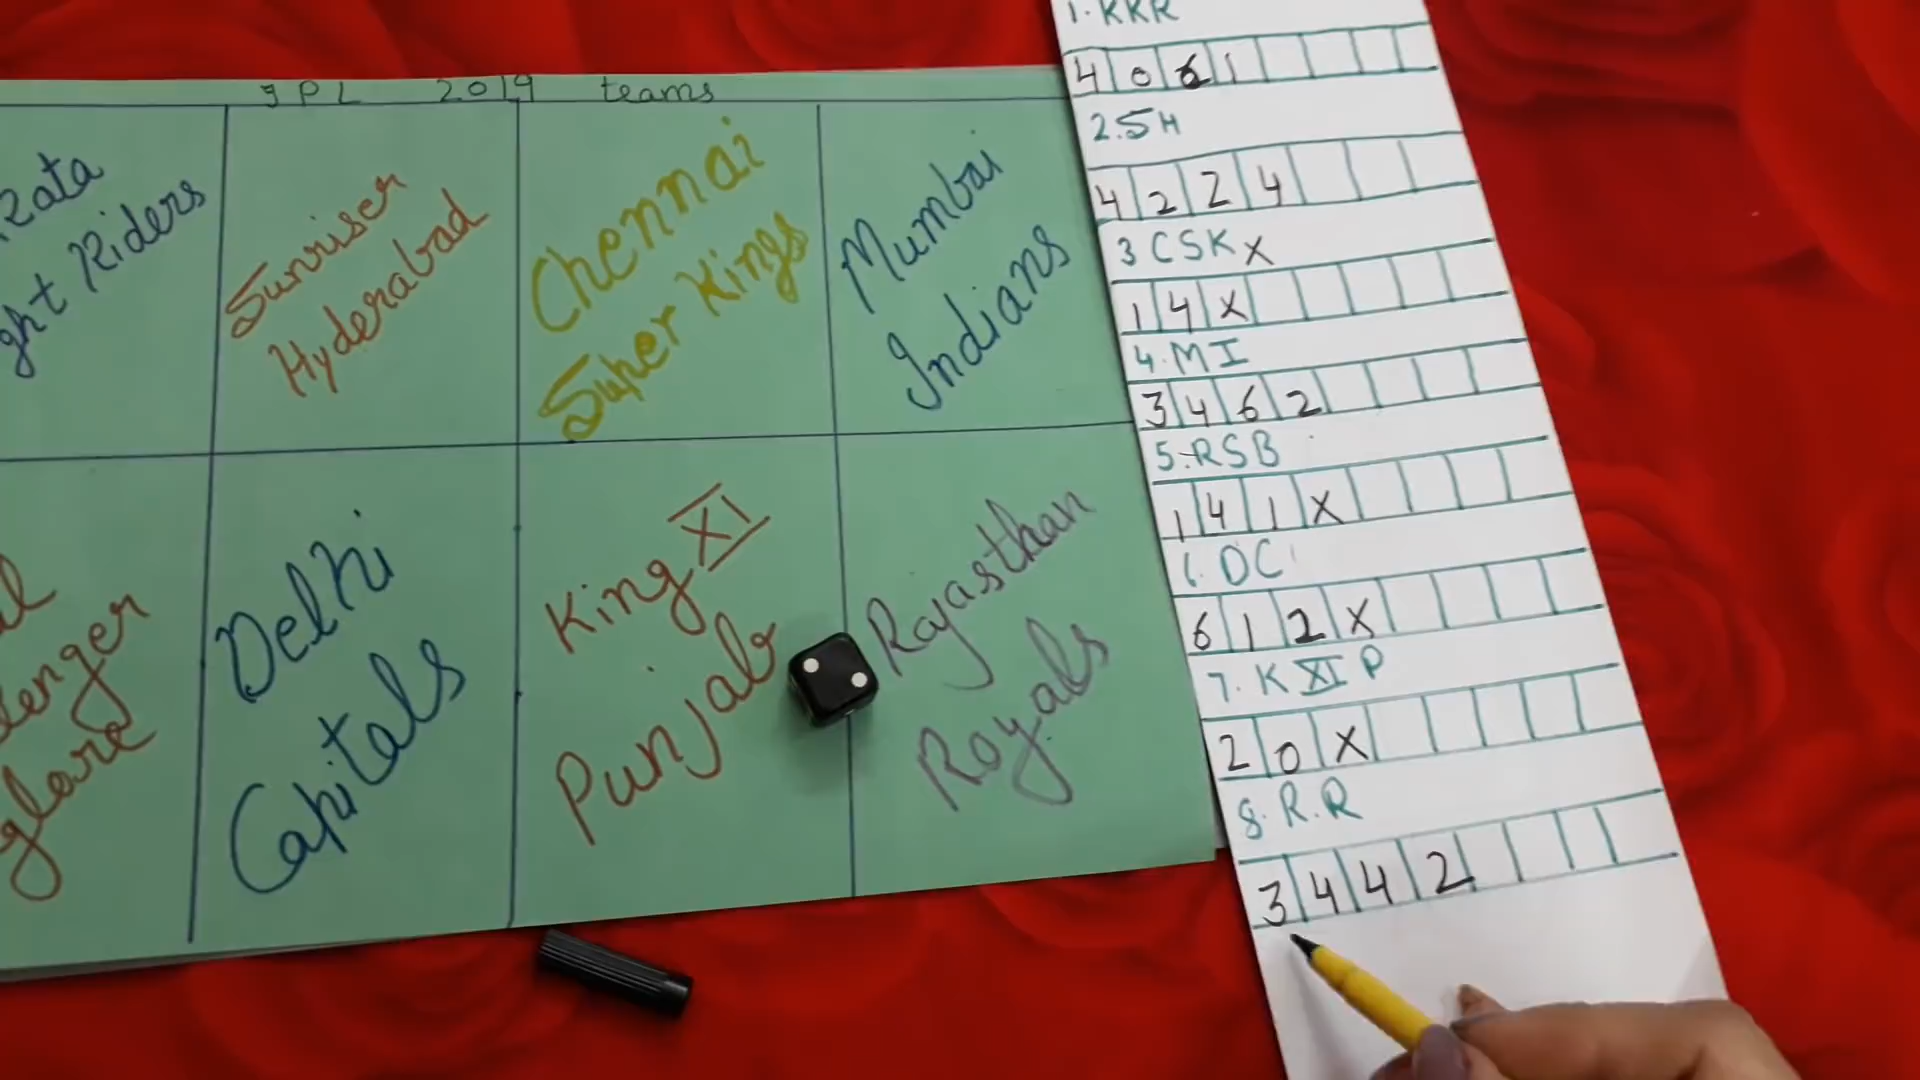 IPL 2019 teams
Rata
ght Riders
Sunriser
Hyderabad
Chennai
Super Kings
Mumbai
Indians
lenger
glare
Delhi
Capitals
King XI
Punjab
Rajasthan
Royals
1. KKR
4 0 6 1
2. SH
4 2 2 4
3 CSK X
1 4 X
4. MI
3 4 6 2
5. RSB
1 4 1 X
6. DC
6 1 2 X
7. K XI P
2 0 X
8. R.R
3 4 4 2